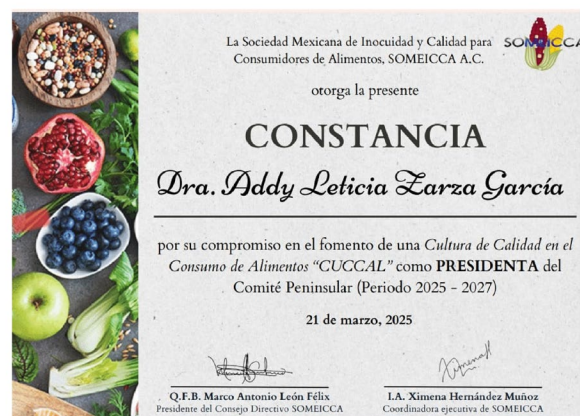 La Sociedad Mexicana de Inocuidad y Calidad para
Consumidores de Alimentos, SOMEICCA A.C.
SOMEICCA
otorga la presente
CONSTANCIA
Dra. Addy Leticia Zarza García
por su compromiso en el fomento de una Cultura de Calidad en el
Consumo de Alimentos “CUCCAL” como PRESIDENTA del
Comité Peninsular (Periodo 2025 - 2027)
21 de marzo, 2025
Ximena H
Q.F.B. Marco Antonio León Félix
Presidente del Consejo Directivo SOMEICCA
I.A. Ximena Hernández Muñoz
Coordinadora ejecutiva de SOMEICCA